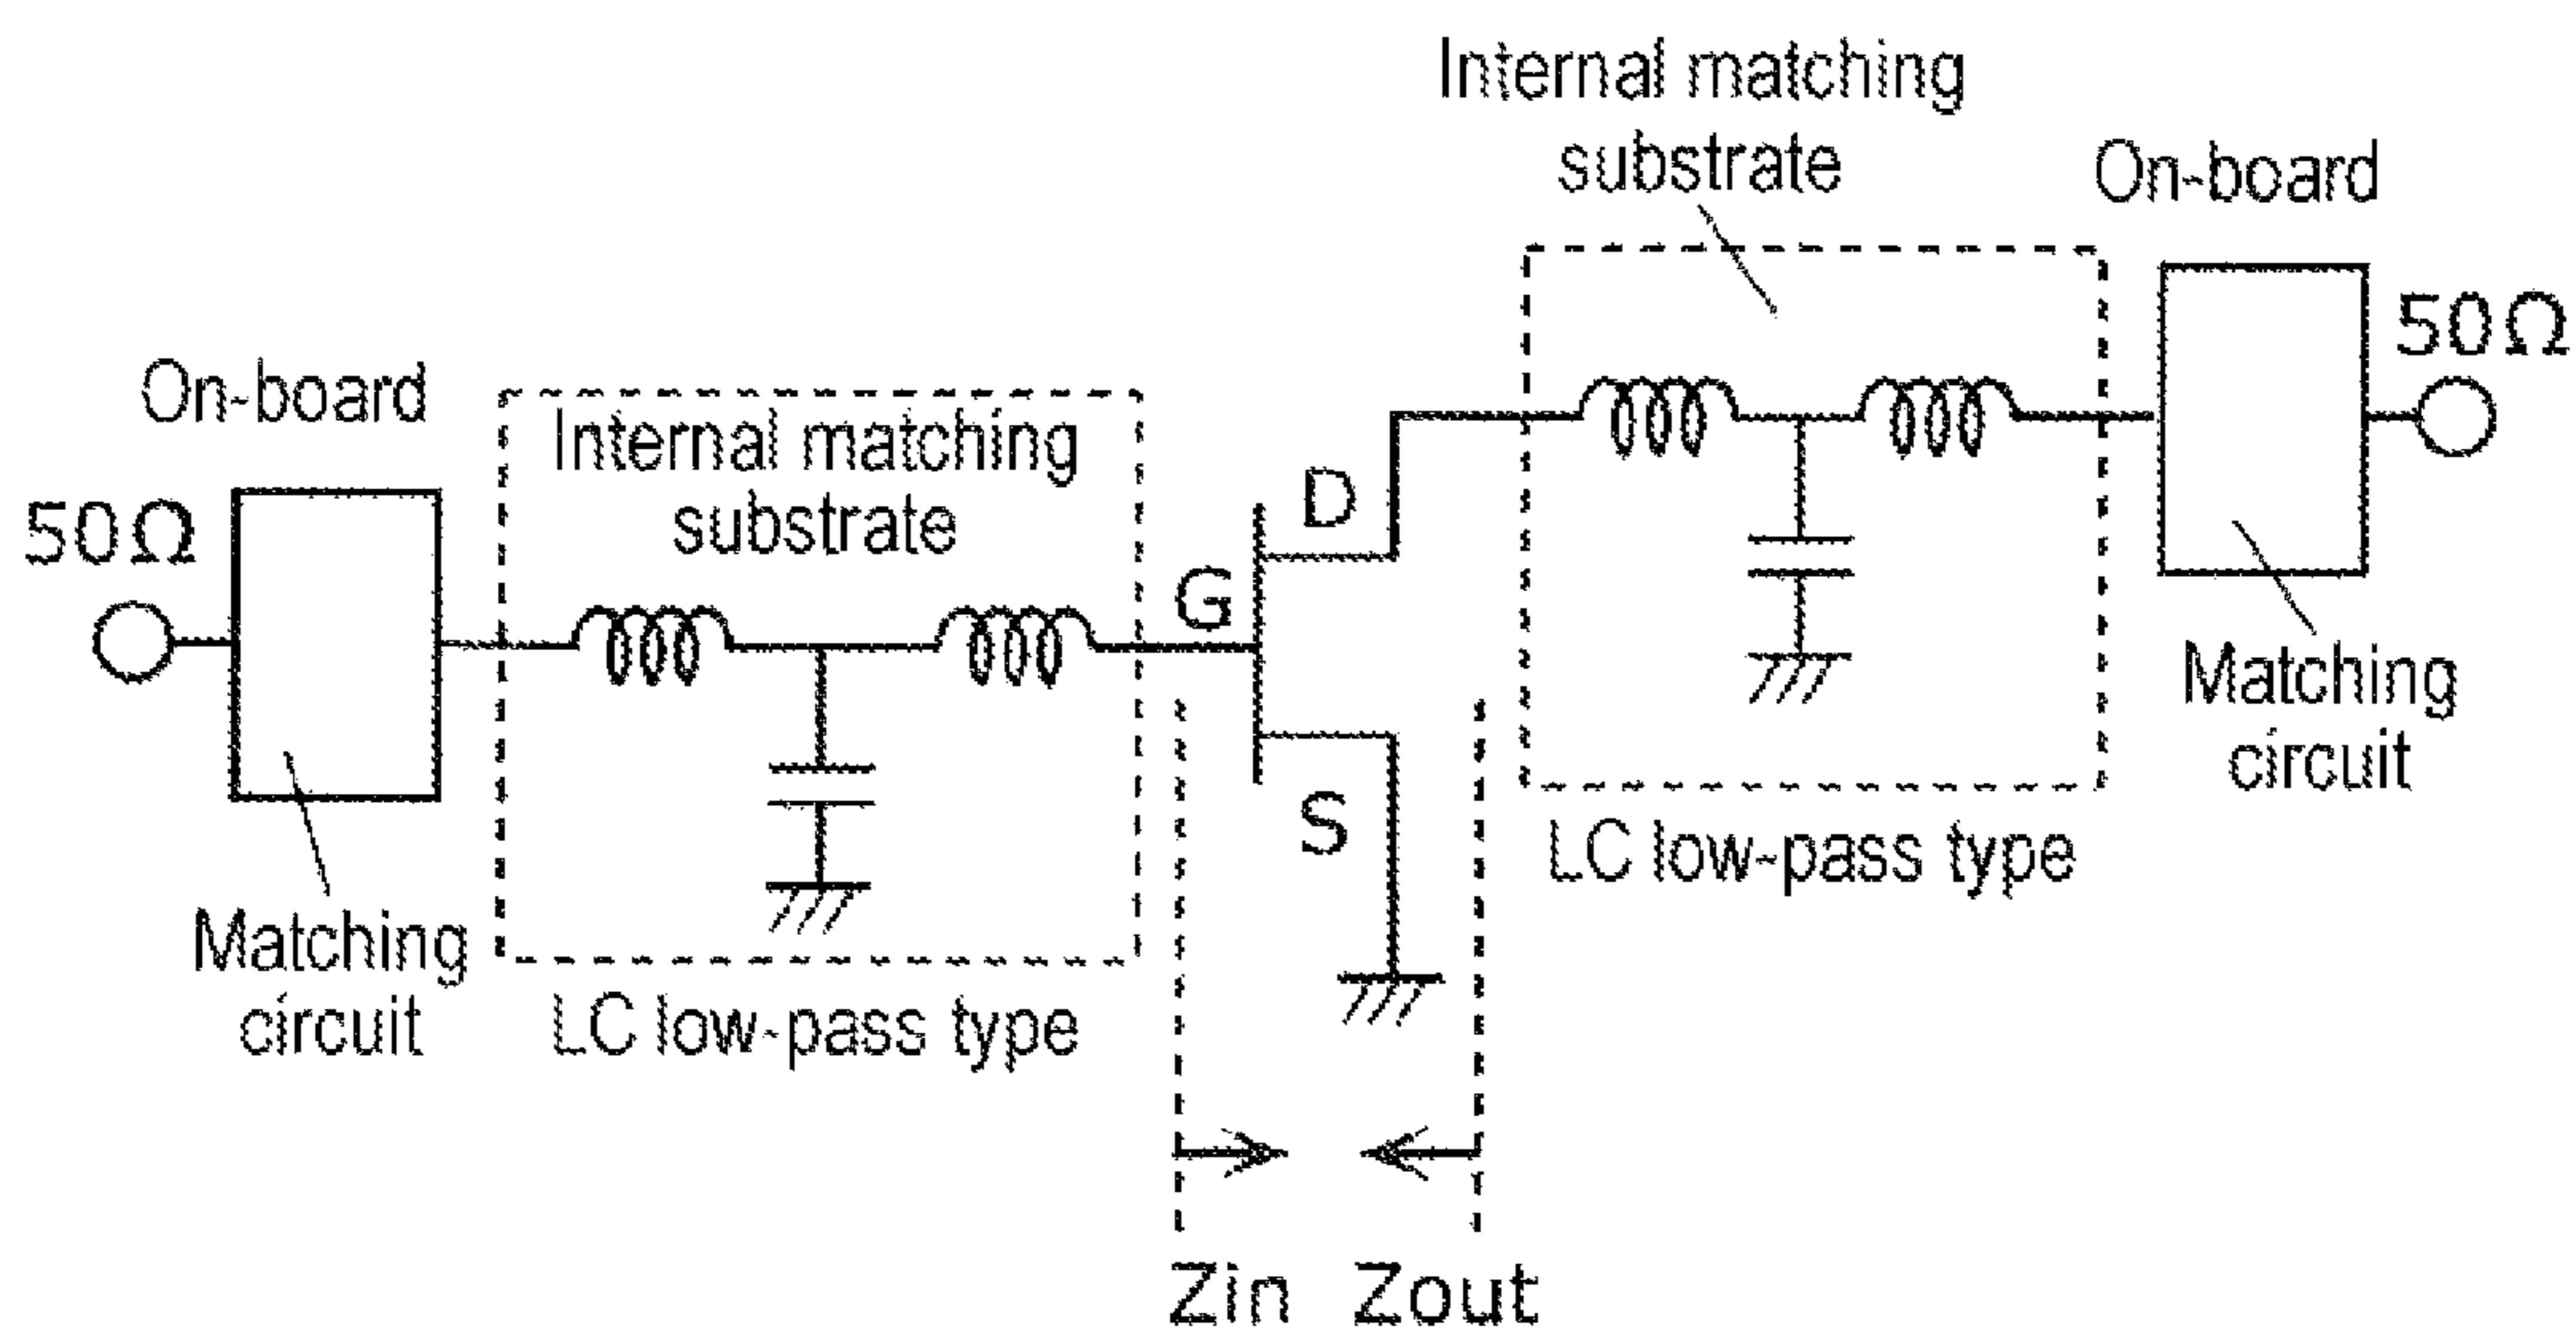 Internal matching
substrate
On-board
50Ω
On-board
Internal matching
substrate
50Ω
D
G
S
Matching
circuit
LC low-pass type
Matching
circuit
LC low-pass type
Zin Zout